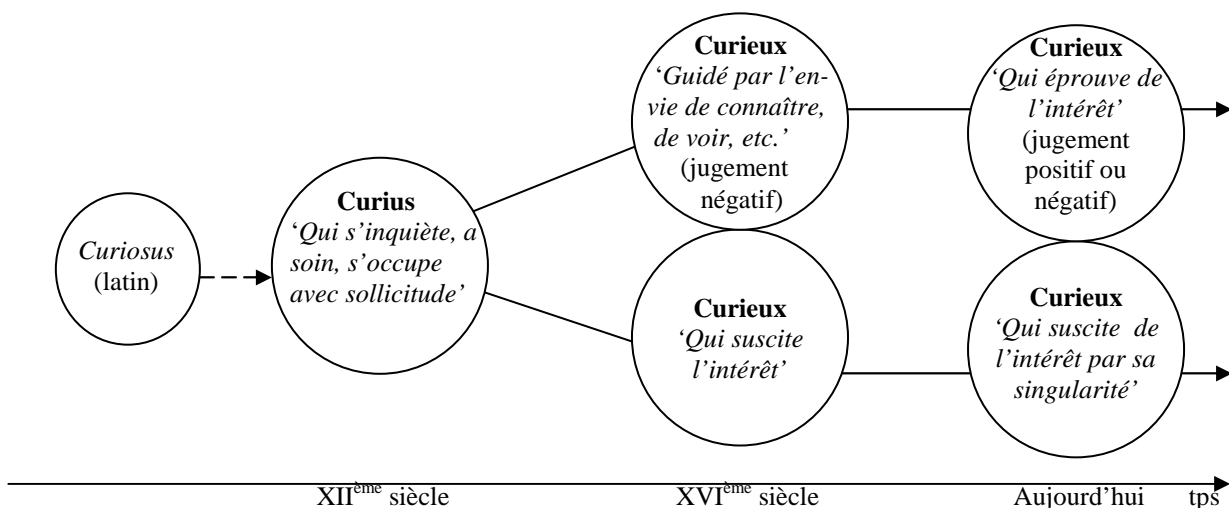 Curiosus
(latin)
Curius
‘Qui s’inquiète, a
soin, s’occupe
avec sollicitude’
Curieux
‘Guidé par l’en-
vie de connaître,
de voir, etc.’
(jugement
négatif)
Curieux
‘Qui suscite
l’intérêt’
Curieux
‘Qui éprouve de
l’intérêt’
(jugement
positif ou
négatif)
Curieux
‘Qui suscite de
l’intérêt par sa
singularité’
XIIème siècle XVIème siècle Aujourd’hui tps